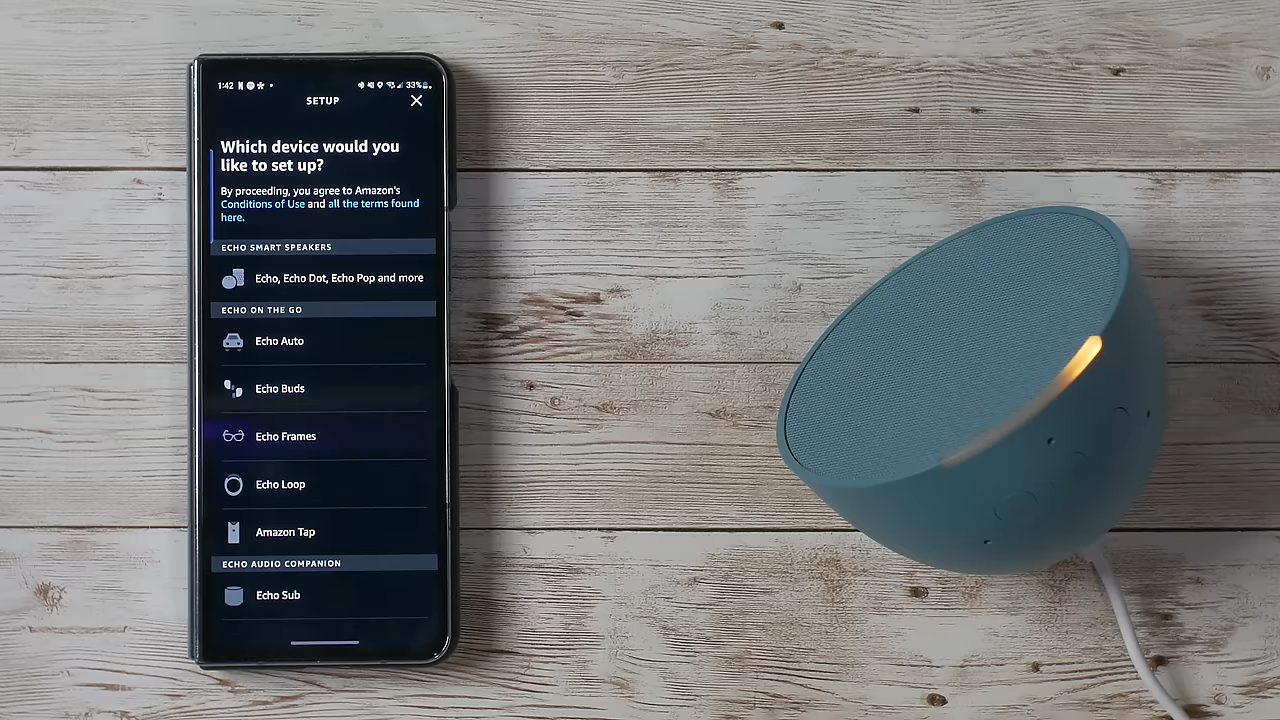 1:42 33%
SETUP
Which device would you
like to set up?
By proceeding, you agree to Amazon's
Conditions of Use and all the terms found
here.
ECHO SMART SPEAKERS
Echo, Echo Dot, Echo Pop and more
ECHO ON THE GO
Echo Auto
Echo Buds
Echo Frames
Echo Loop
Amazon Tap
ECHO AUDIO COMPANION
Echo Sub